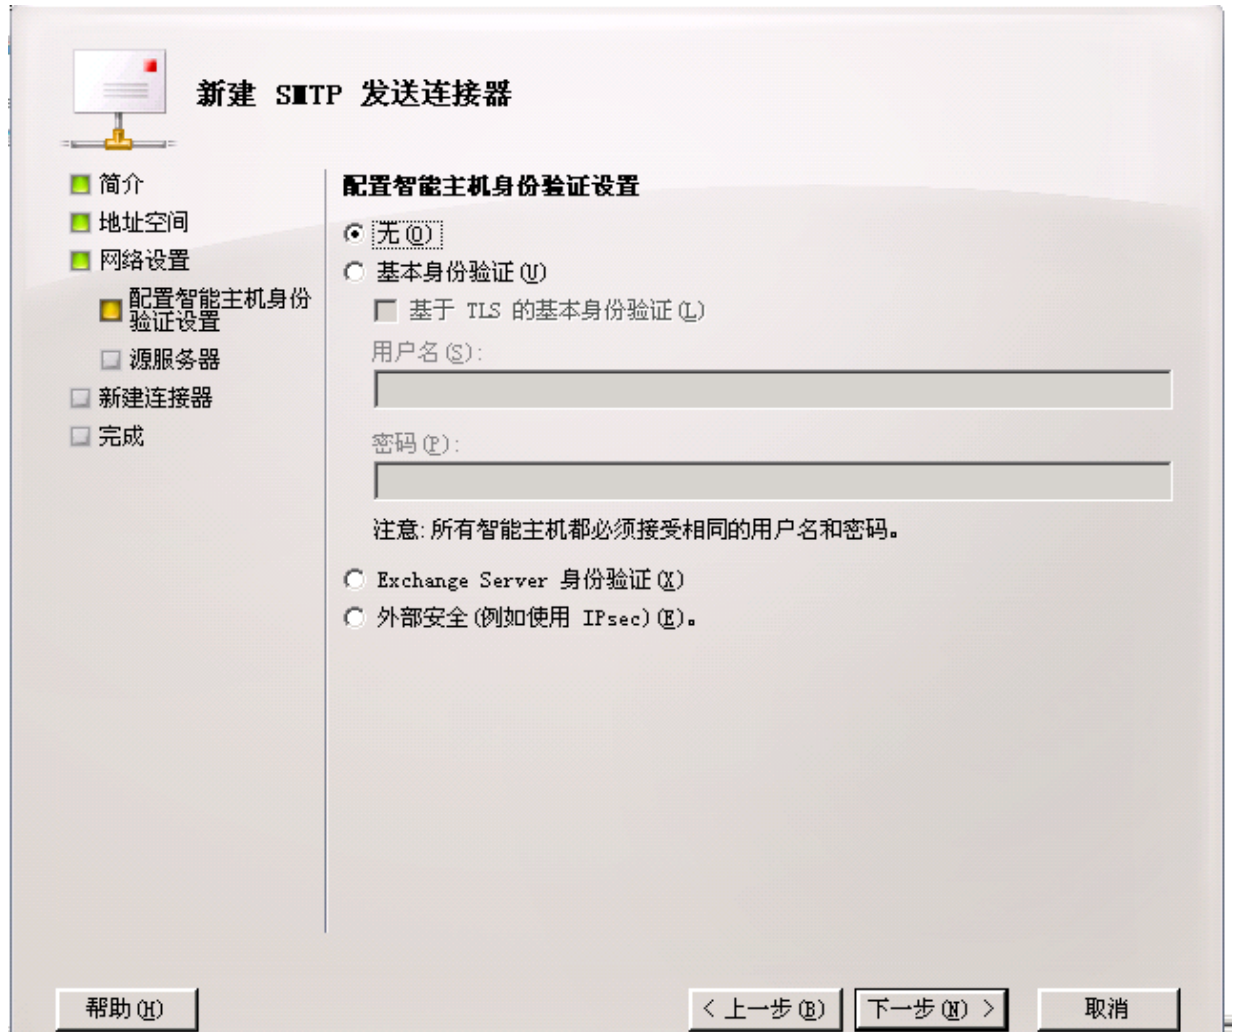 新建 SMTP 发送连接器
简介
地址空间
网络设置
配置智能主机身份
验证设置
源服务器
新建连接器
完成
配置智能主机身份验证设置
无(O)
基本身份验证(U)
基于 TLS 的基本身份验证(L)
用户名(S):
密码(P):
注意:所有智能主机都必须接受相同的用户名和密码。
Exchange Server 身份验证(X)
外部安全(例如使用 IPsec)(E)。
帮助(H)
< 上一步(B)
下一步(N) >
取消